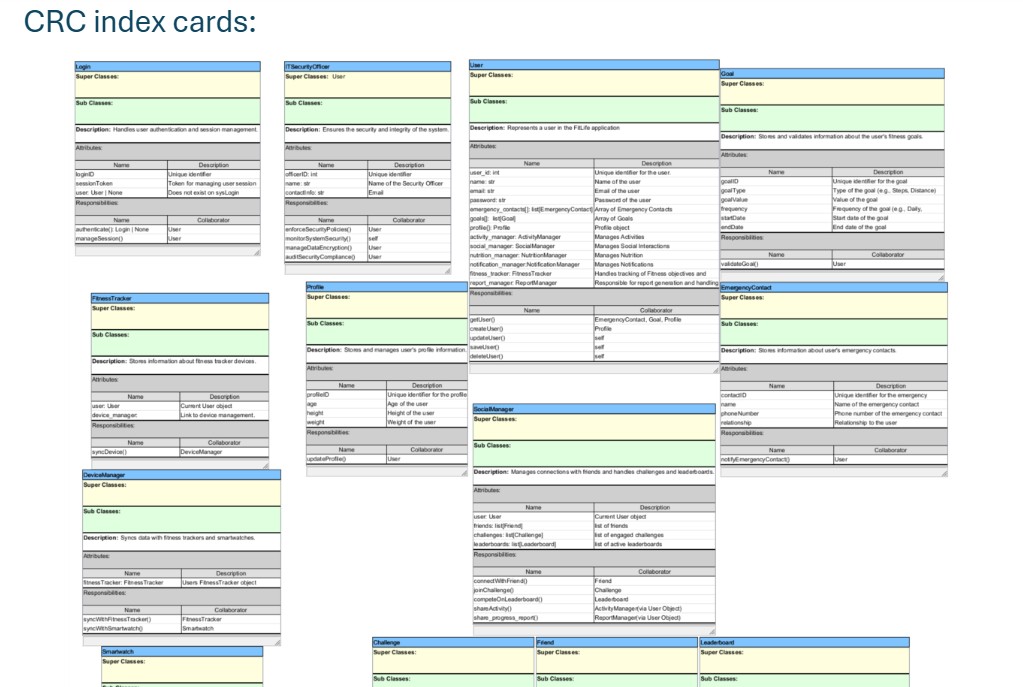 CRC index cards:
Login
Super Classes:
Sub Classes:
Description: Handles user authentication and session management.
Attributes:
Name Description
loginID Unique identifier
sessionToken Token for managing user session
user: User | None Does not exist on sysLogin
Responsibilities:
Name Collaborator
authenticate(): Login | None User
manageSession() User
ITSecurityOfficer
Super Classes: User
Sub Classes:
Description: Ensures the security and integrity of the system.
Attributes:
Name Description
officerID: int Unique identifier
name: str Name of the Security Officer
contactInfo: str Email
Responsibilities:
Name Collaborator
enforceSecurityPolicies() User
monitorSystemSecurity() self
manageDataEncryption() User
auditSecurityCompliance() User
User
Super Classes:
Sub Classes:
Description: Represents a user in the FitLife application
Attributes:
Name Description
user_id: int Unique identifier for the user.
name: str Name of the user
email: str Email of the user
password: str Password of the user
emergency_contacts[]: list[EmergencyContact] Array of Emergency Contacts
goals[]: list[Goal] Array of Goals
profile(): Profile Profile object
activity_manager: ActivityManager Manages Activities
social_manager: SocialManager Manages Social Interactions
nutrition_manager: NutritionManager Manages Nutrition
notification_manager:NotificationManager Manages Notifications
fitness_tracker: FitnessTracker Handles tracking of Fitness objectives and
report_manager: ReportManager Responsible for report generation and handling
Responsibilities:
Name Collaborator
getUser() EmergencyContact, Goal, Profile
createUser() Profile
updateUser() self
saveUser() self
deleteUser() self
Goal
Super Classes:
Sub Classes:
Description: Stores and validates information about the user's fitness goals.
Attributes:
Name Description
goalID Unique identifier for the goal
goalType Type of the goal (e.g., Steps, Distance)
goalValue Value of the goal
frequency Frequency of the goal (e.g., Daily,
startDate Start date of the goal
endDate End date of the goal
Responsibilities:
Name Collaborator
validateGoal() User
FitnessTracker
Super Classes:
Sub Classes:
Description: Stores information about fitness tracker devices.
Attributes:
Name Description
user: User Current User object
device_manager: Link to device management.
Responsibilities:
Name Collaborator
syncDevice() DeviceManager
Profile
Super Classes:
Sub Classes:
Description: Stores and manages user's profile information
Attributes:
Name Description
profileID Unique identifier for the profile
age Age of the user
height Height of the user
weight Weight of the user
Responsibilities:
Name Collaborator
updateProfile() User
EmergencyContact
Super Classes:
Sub Classes:
Description: Stores information about user's emergency contacts.
Attributes:
Name Description
contactID Unique identifier for the emergency
name Name of the emergency contact
phoneNumber Phone number of the emergency contact
relationship Relationship to the user
Responsibilities:
Name Collaborator
notifyEmergencyContact() User
SocialManager
Super Classes:
Sub Classes:
Description: Manages connections with friends and handles challenges and leaderboards.
Attributes:
Name Description
user: User Current User object
friends: list[Friend] list of friends
challenges: list[Challenge] list of engaged challenges
leaderboards: list[Leaderboard] list of active leaderboards
Responsibilities:
Name Collaborator
connectWithFriend() Friend
joinChallenge() Challenge
competeOnLeaderboard() Leaderboard
shareActivity() ActivityManager(via User Object)
share_progress_report() ReportManager(via User Object)
DeviceManager
Super Classes:
Sub Classes:
Description: Syncs data with fitness trackers and smartwatches.
Attributes:
Name Description
fitnessTracker: FitnessTracker Users FitnessTracker object
Responsibilities:
Name Collaborator
syncWithFitnessTracker() FitnessTracker
syncWithSmartwatch() Smartwatch
Smartwatch
Super Classes:
Challenge
Super Classes:
Sub Classes:
Friend
Super Classes:
Sub Classes:
Leaderboard
Super Classes:
Sub Classes: